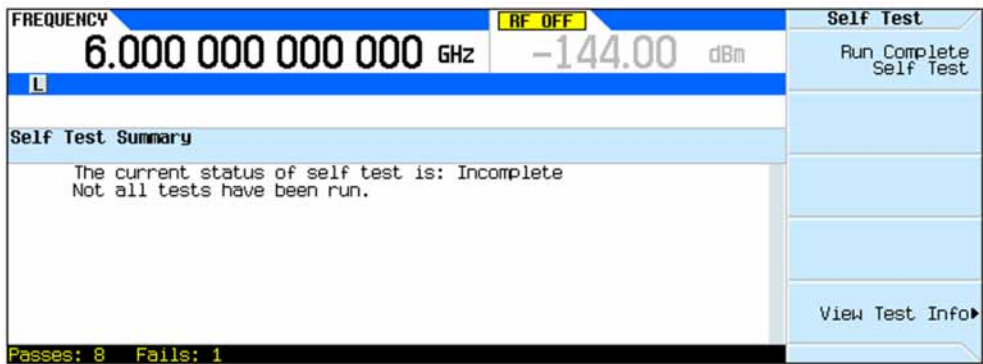 FREQUENCY
6.000 000 000 000 GHz
RF OFF
-144.00 dBm
L
Self Test Summary
The current status of self test is: Incomplete
Not all tests have been run.
Passes: 8 Fails: 1
Self Test
Run Complete
Self Test
View Test Info